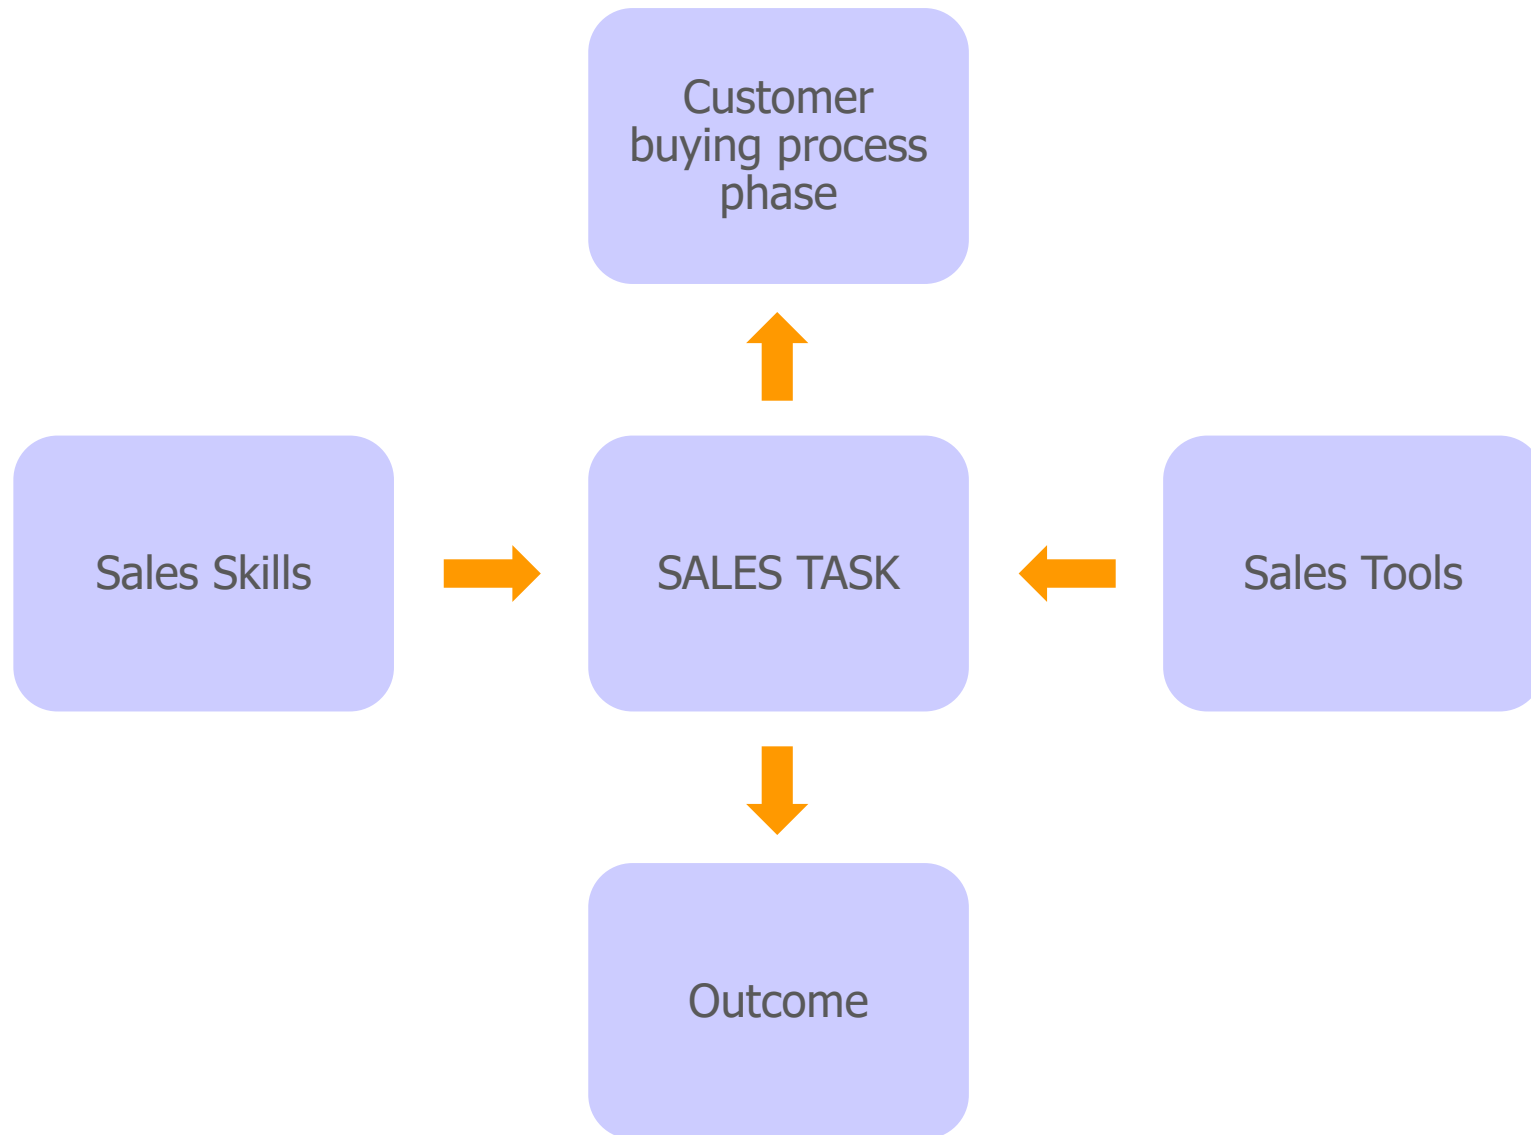 Customer
buying process
phase
Sales Skills
SALES TASK
Sales Tools
Outcome